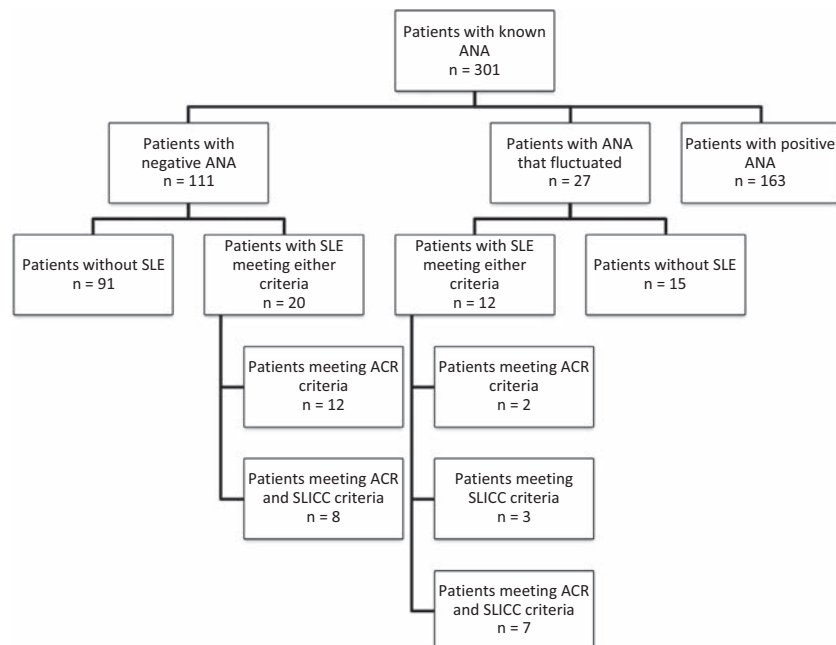 Patients with known
ANA
n = 301
Patients with
negative ANA
n = 111
Patients with ANA
that fluctuated
n = 27
Patients with positive
ANA
n = 163
Patients without SLE
n = 91
Patients with SLE
meeting either
criteria
n = 20
Patients with SLE
meeting either
criteria
n = 12
Patients without SLE
n = 15
Patients meeting ACR
criteria
n = 12
Patients meeting ACR
criteria
n = 2
Patients meeting ACR
and SLICC criteria
n = 8
Patients meeting
SLICC criteria
n = 3
Patients meeting ACR
and SLICC criteria
n = 7